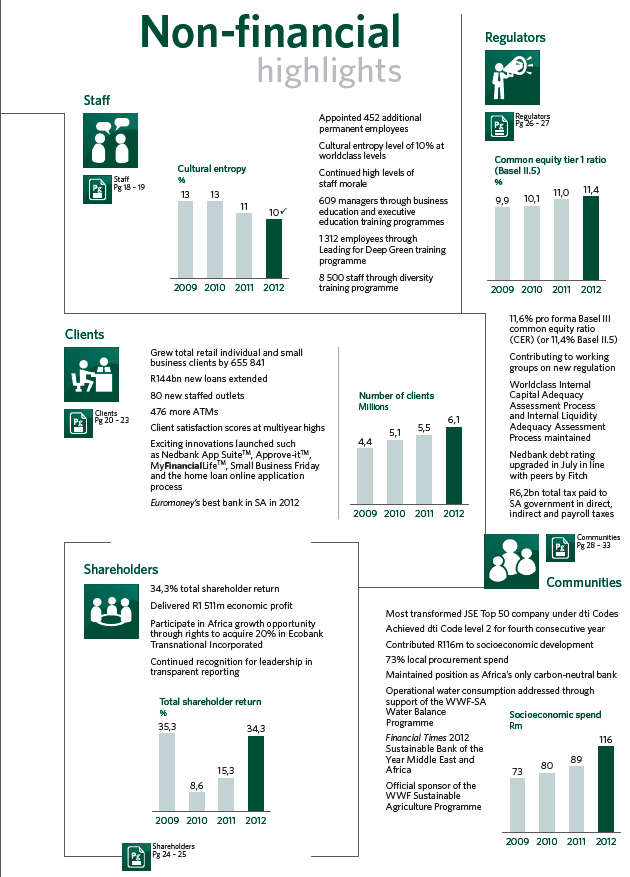 Non-financial
highlights
Staff
Staff
Pg 18 – 19
Cultural entropy
%
13
13
11
10✓
2009 2010 2011 2012
Appointed 452 additional
permanent employees
Cultural entropy level of 10% at
worldclass levels
Continued high levels of
staff morale
609 managers through business
education and executive
education training programmes
1 312 employees through
Leading for Deep Green training
programme
8 500 staff through diversity
training programme
Regulators
Regulators
Pg 26 – 27
Common equity tier 1 ratio
(Basel II.5)
%
9,9
10,1
11,0
11,4
2009 2010 2011 2012
11,6% pro forma Basel III
common equity ratio
(CER) (or 11,4% Basel II.5)
Contributing to working
groups on new regulation
Worldclass Internal
Capital Adequacy
Assessment Process
and Internal Liquidity
Adequacy Assessment
Process maintained
Nedbank debt rating
upgraded in July in line
with peers by Fitch
R6,2bn total tax paid to
SA government in direct,
indirect and payroll taxes
Clients
Clients
Pg 20 – 23
Grew total retail individual and small
business clients by 655 841
R144bn new loans extended
80 new staffed outlets
476 more ATMs
Client satisfaction scores at multiyear highs
Exciting innovations launched such
as Nedbank App Suite™, Approve-it™,
MyFinancialLife™, Small Business Friday
and the home loan online application
process
Euromoney's best bank in SA in 2012
Number of clients
Millions
4,4
5,1
5,5
6,1
2009 2010 2011 2012
Shareholders
34,3% total shareholder return
Delivered R1 511m economic profit
Participate in Africa growth opportunity
through rights to acquire 20% in Ecobank
Transnational Incorporated
Continued recognition for leadership in
transparent reporting
Total shareholder return
%
35,3
8,6
15,3
34,3
2009 2010 2011 2012
Shareholders
Pg 24 – 25
Communities
Pg 28 – 33
Communities
Most transformed JSE Top 50 company under dti Codes
Achieved dti Code level 2 for fourth consecutive year
Contributed R116m to socioeconomic development
73% local procurement spend
Maintained position as Africa's only carbon-neutral bank
Operational water consumption addressed through
support of the WWF-SA
Water Balance
Programme
Financial Times 2012
Sustainable Bank of the
Year Middle East and
Africa
Official sponsor of the
WWF Sustainable
Agriculture Programme
Socioeconomic spend
Rm
73
80
89
116
2009 2010 2011 2012